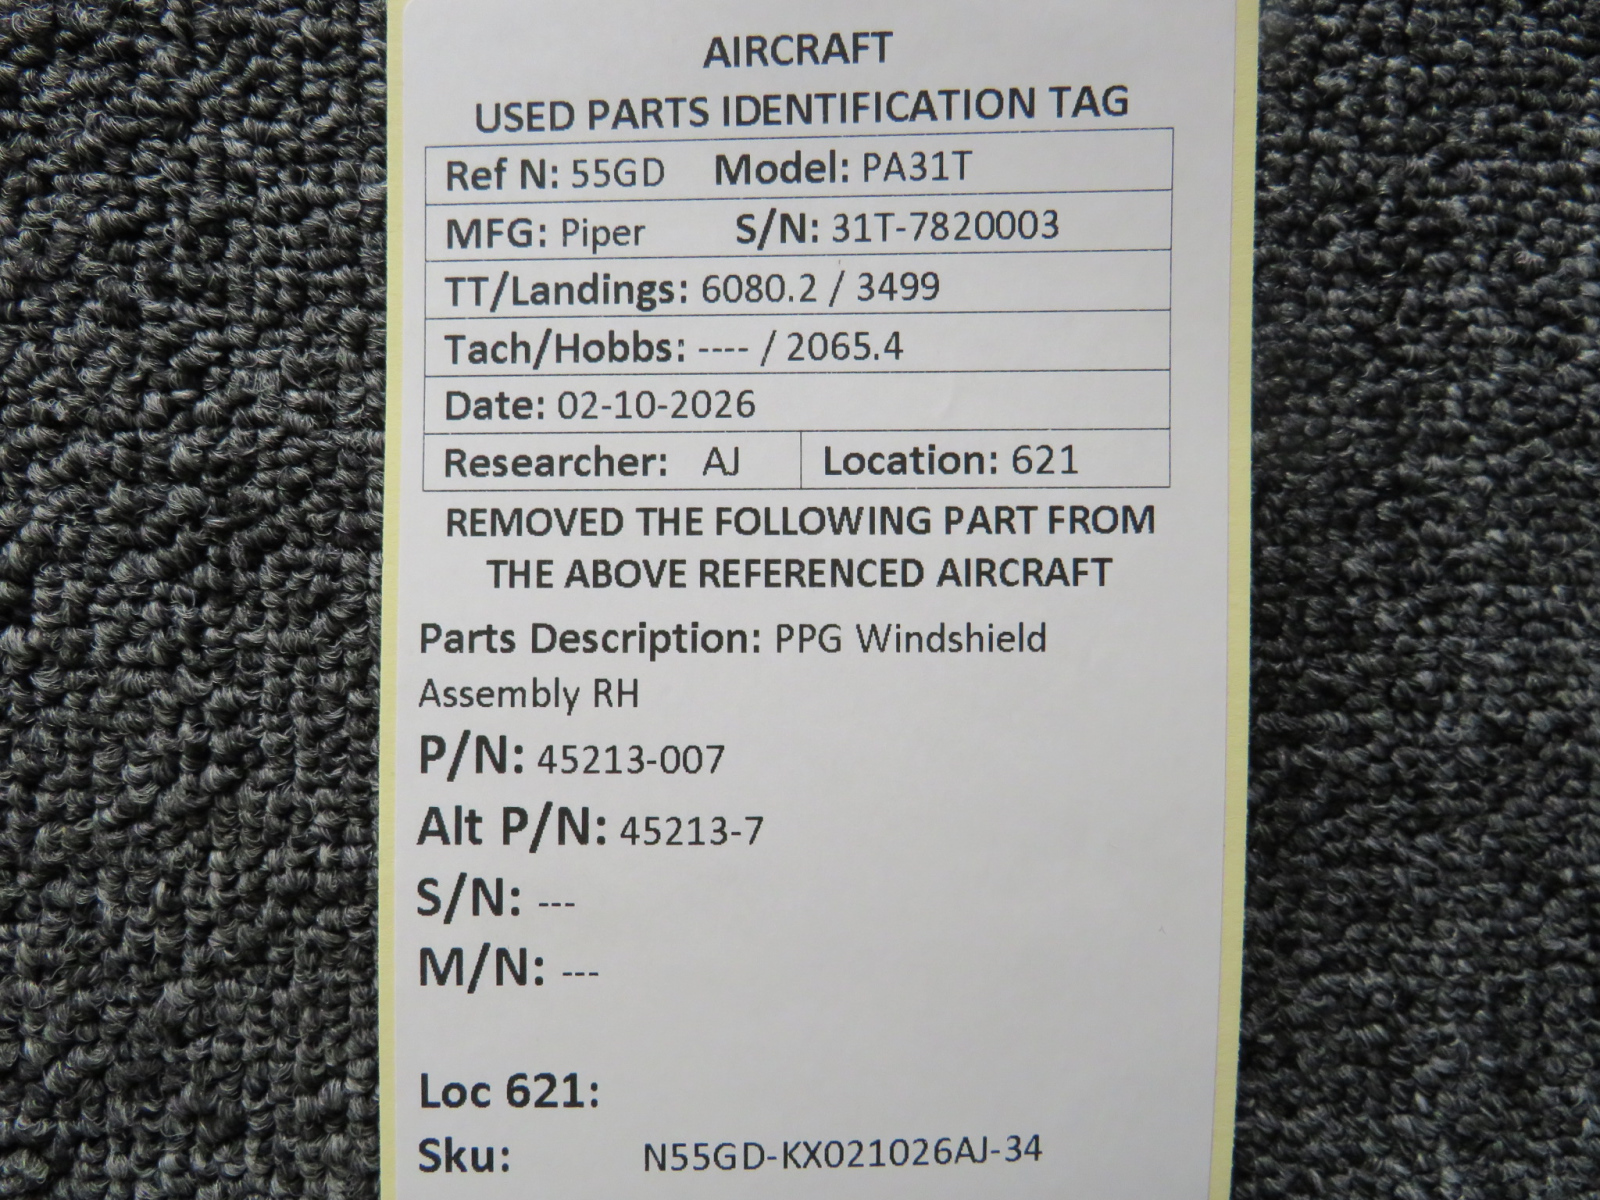 AIRCRAFT
USED PARTS IDENTIFICATION TAG
Ref N: 55GD Model: PA31T
MFG: Piper S/N: 31T-7820003
TT/Landings: 6080.2 / 3499
Tach/Hobbs: ---- / 2065.4
Date: 02-10-2026
Researcher: AJ Location: 621
REMOVED THE FOLLOWING PART FROM
THE ABOVE REFERENCED AIRCRAFT
Parts Description: PPG Windshield
Assembly RH
P/N: 45213-007
Alt P/N: 45213-7
S/N: ---
M/N: ---
Loc 621:
Sku: N55GD-KX021026AJ-34